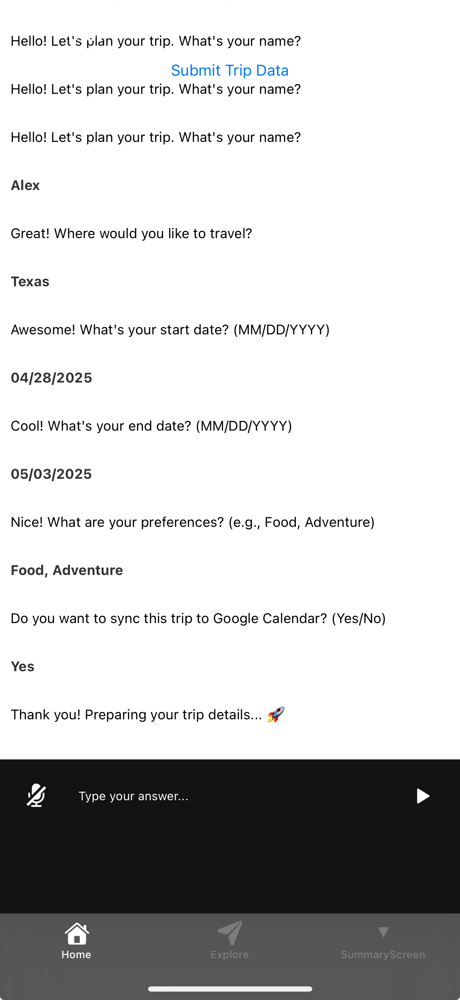 Hello! Let's plan your trip. What's your name?
Submit Trip Data
Hello! Let's plan your trip. What's your name?
Hello! Let's plan your trip. What's your name?
Alex
Great! Where would you like to travel?
Texas
Awesome! What's your start date? (MM/DD/YYYY)
04/28/2025
Cool! What's your end date? (MM/DD/YYYY)
05/03/2025
Nice! What are your preferences? (e.g., Food, Adventure)
Food, Adventure
Do you want to sync this trip to Google Calendar? (Yes/No)
Yes
Thank you! Preparing your trip details... 🚀
Type your answer...
Home
Explore
SummaryScreen